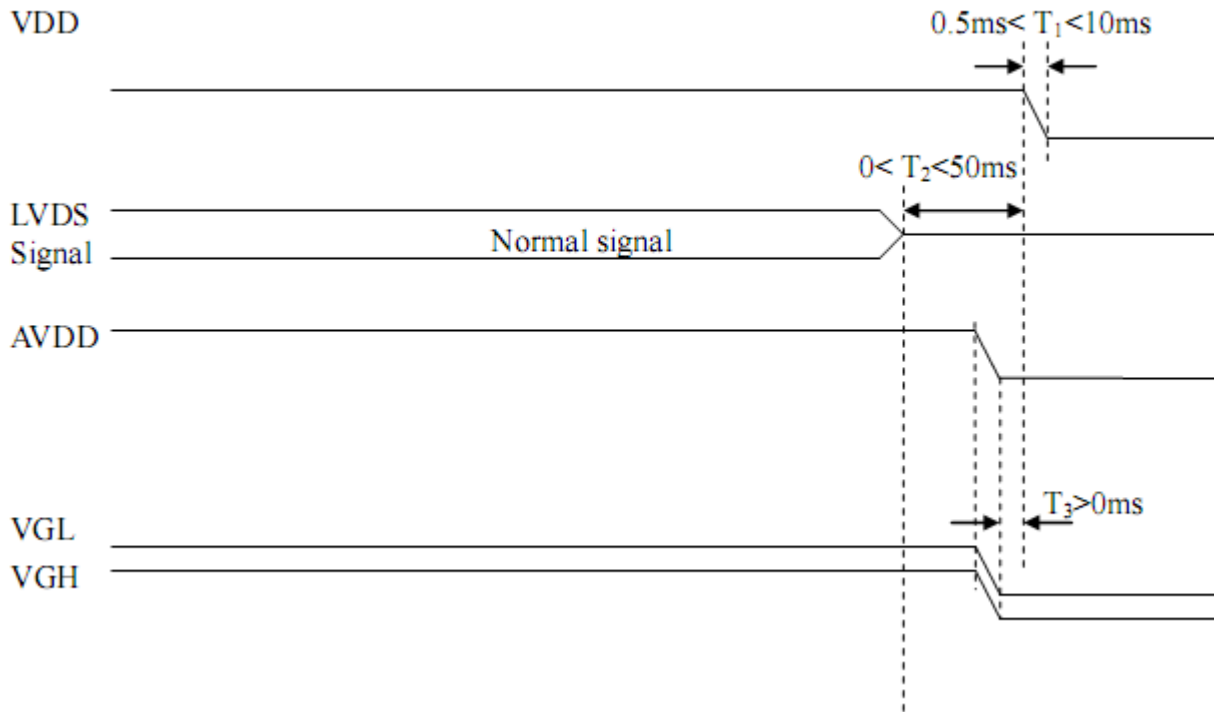 VDD
0.5ms< T₁<10ms
0< T₂<50ms
LVDS
Signal
Normal signal
AVDD
T₃>0ms
VGL
VGH